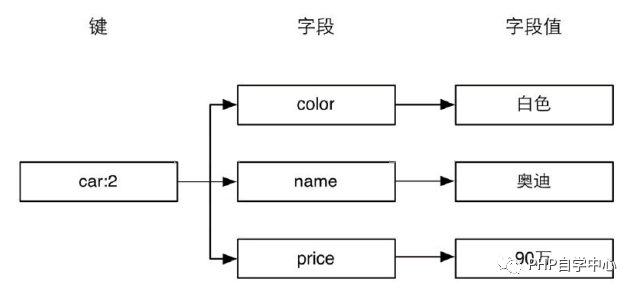 键 字段 字段值
color 白色
car:2 name 奥迪
price 90万
PHP自学中心